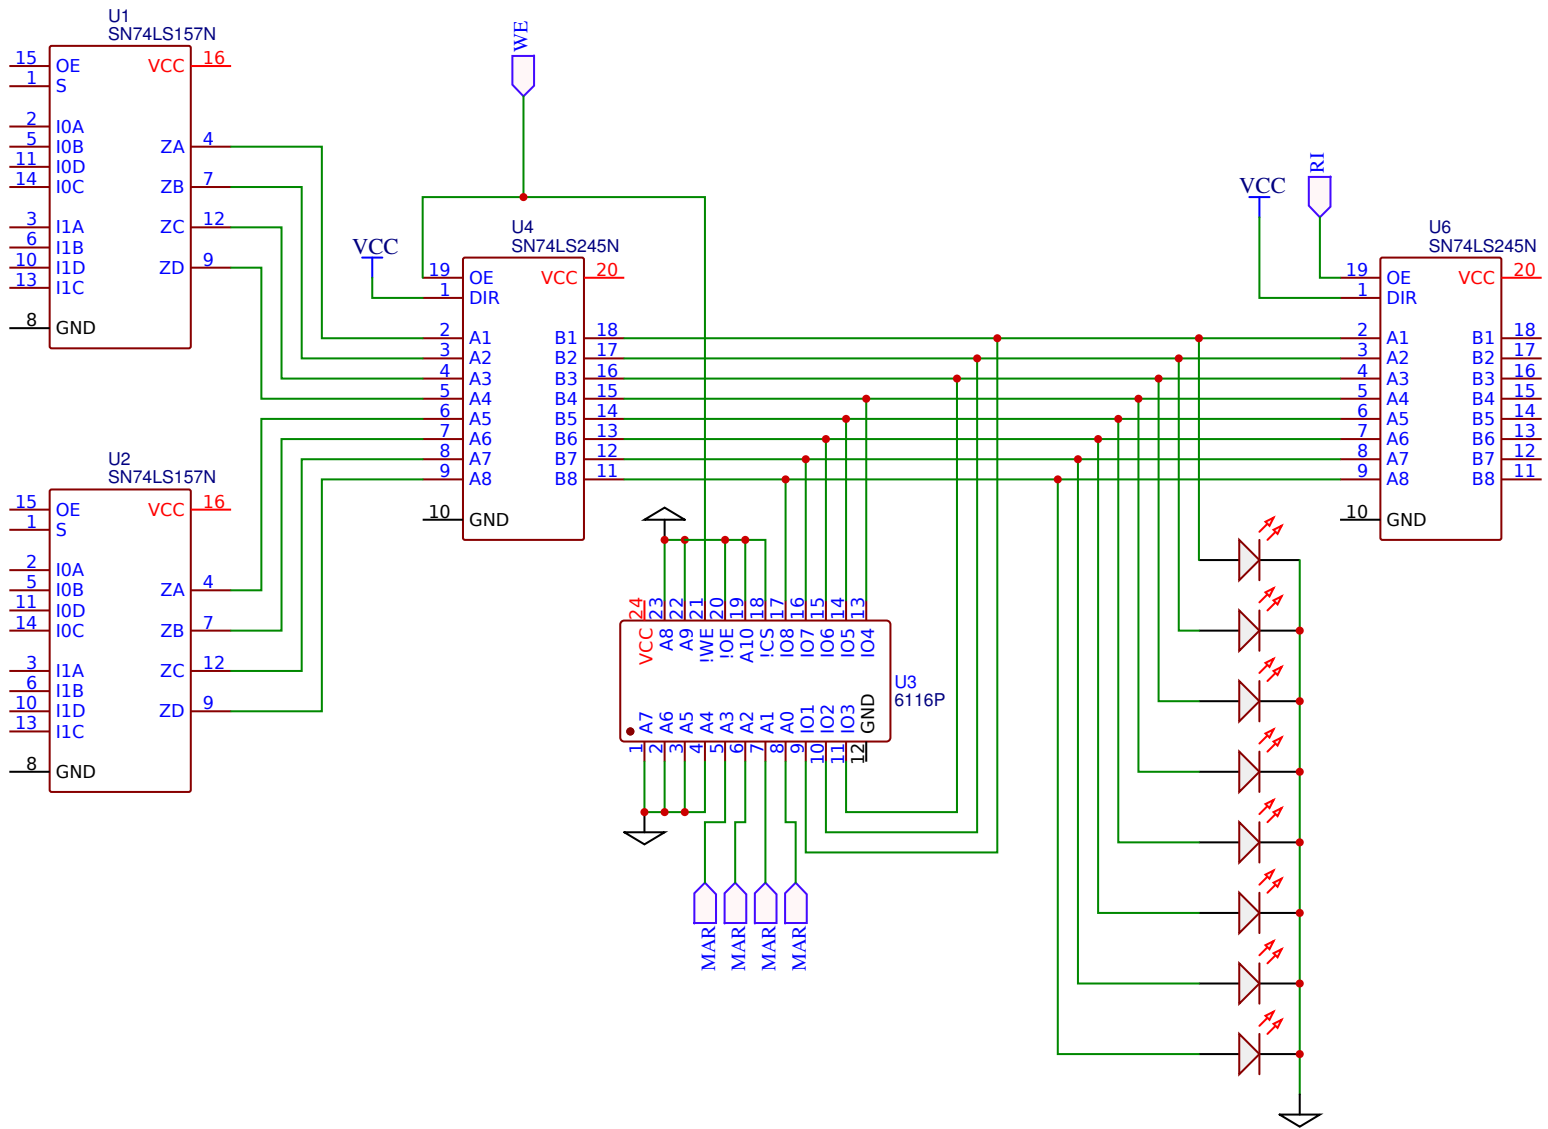 U1
SN74LS157N
15 OE VCC 16
1 S
2 I0A
5 I0B ZA 4
11 I0D
14 I0C ZB 7
3 I1A ZC 12
6 I1B
10 I1D ZD 9
13 I1C
8 GND
U2
SN74LS157N
15 OE VCC 16
1 S
2 I0A
5 I0B ZA 4
11 I0D
14 I0C ZB 7
3 I1A ZC 12
6 I1B
10 I1D ZD 9
13 I1C
8 GND
WE
VCC
U4
SN74LS245N
19 OE VCC 20
1 DIR
2 A1 B1 18
3 A2 B2 17
4 A3 B3 16
5 A4 B4 15
6 A5 B5 14
7 A6 B6 13
8 A7 B7 12
9 A8 B8 11
10 GND
24 23 22 21 20 19 18 17 16 15 14 13
VCC A8 A9 iWE iOE A10 iCS IO8 IO7 IO6 IO5 IO4
U3
6116P
A7 A6 A5 A4 A3 A2 A1 A0 IO1 IO2 IO3 GND
1 2 3 4 5 6 7 8 9 10 11 12
MAR
MAR
MAR
MAR
VCC
RI
U6
SN74LS245N
19 OE VCC 20
1 DIR
2 A1 B1 18
3 A2 B2 17
4 A3 B3 16
5 A4 B4 15
6 A5 B5 14
7 A6 B6 13
8 A7 B7 12
9 A8 B8 11
10 GND